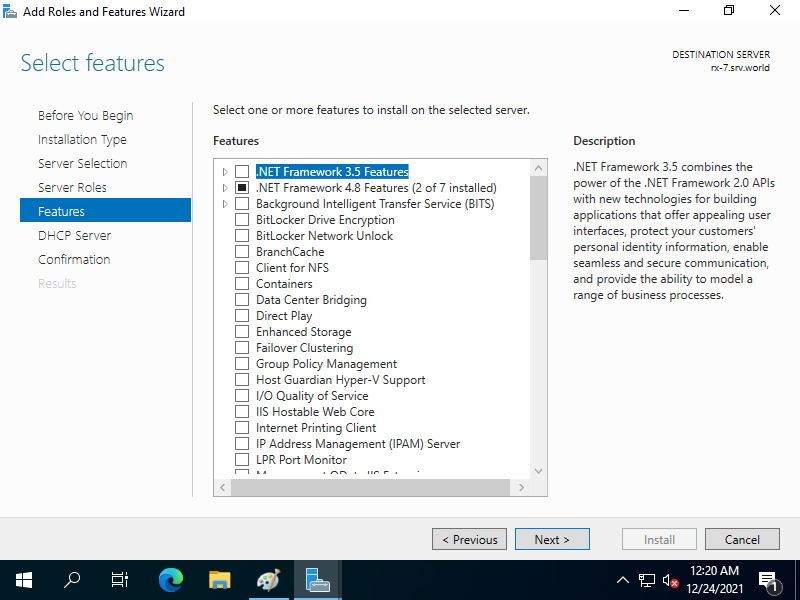 Add Roles and Features Wizard
Select features
DESTINATION SERVER
rx-7.srv.world
Before You Begin
Installation Type
Server Selection
Server Roles
Features
DHCP Server
Confirmation
Results
Select one or more features to install on the selected server.
Features
.NET Framework 3.5 Features
.NET Framework 4.8 Features (2 of 7 installed)
Background Intelligent Transfer Service (BITS)
BitLocker Drive Encryption
BitLocker Network Unlock
BranchCache
Client for NFS
Containers
Data Center Bridging
Direct Play
Enhanced Storage
Failover Clustering
Group Policy Management
Host Guardian Hyper-V Support
I/O Quality of Service
IIS Hostable Web Core
Internet Printing Client
IP Address Management (IPAM) Server
LPR Port Monitor
Description
.NET Framework 3.5 combines the
power of the .NET Framework 2.0 APIs
with new technologies for building
applications that offer appealing user
interfaces, protect your customers'
personal identity information, enable
seamless and secure communication,
and provide the ability to model a
range of business processes.
< Previous
Next >
Install
Cancel
12:20 AM
12/24/2021
1